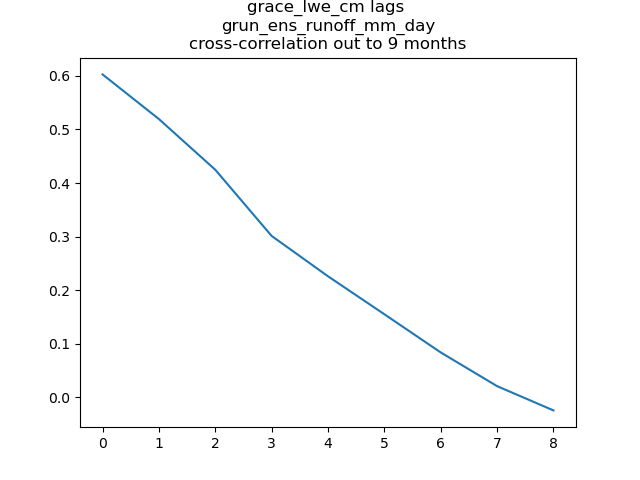 grace_lwe_cm lags
grun_ens_runoff_mm_day
cross-correlation out to 9 months
0.6
0.5
0.4
0.3
0.2
0.1
0.0
0 1 2 3 4 5 6 7 8